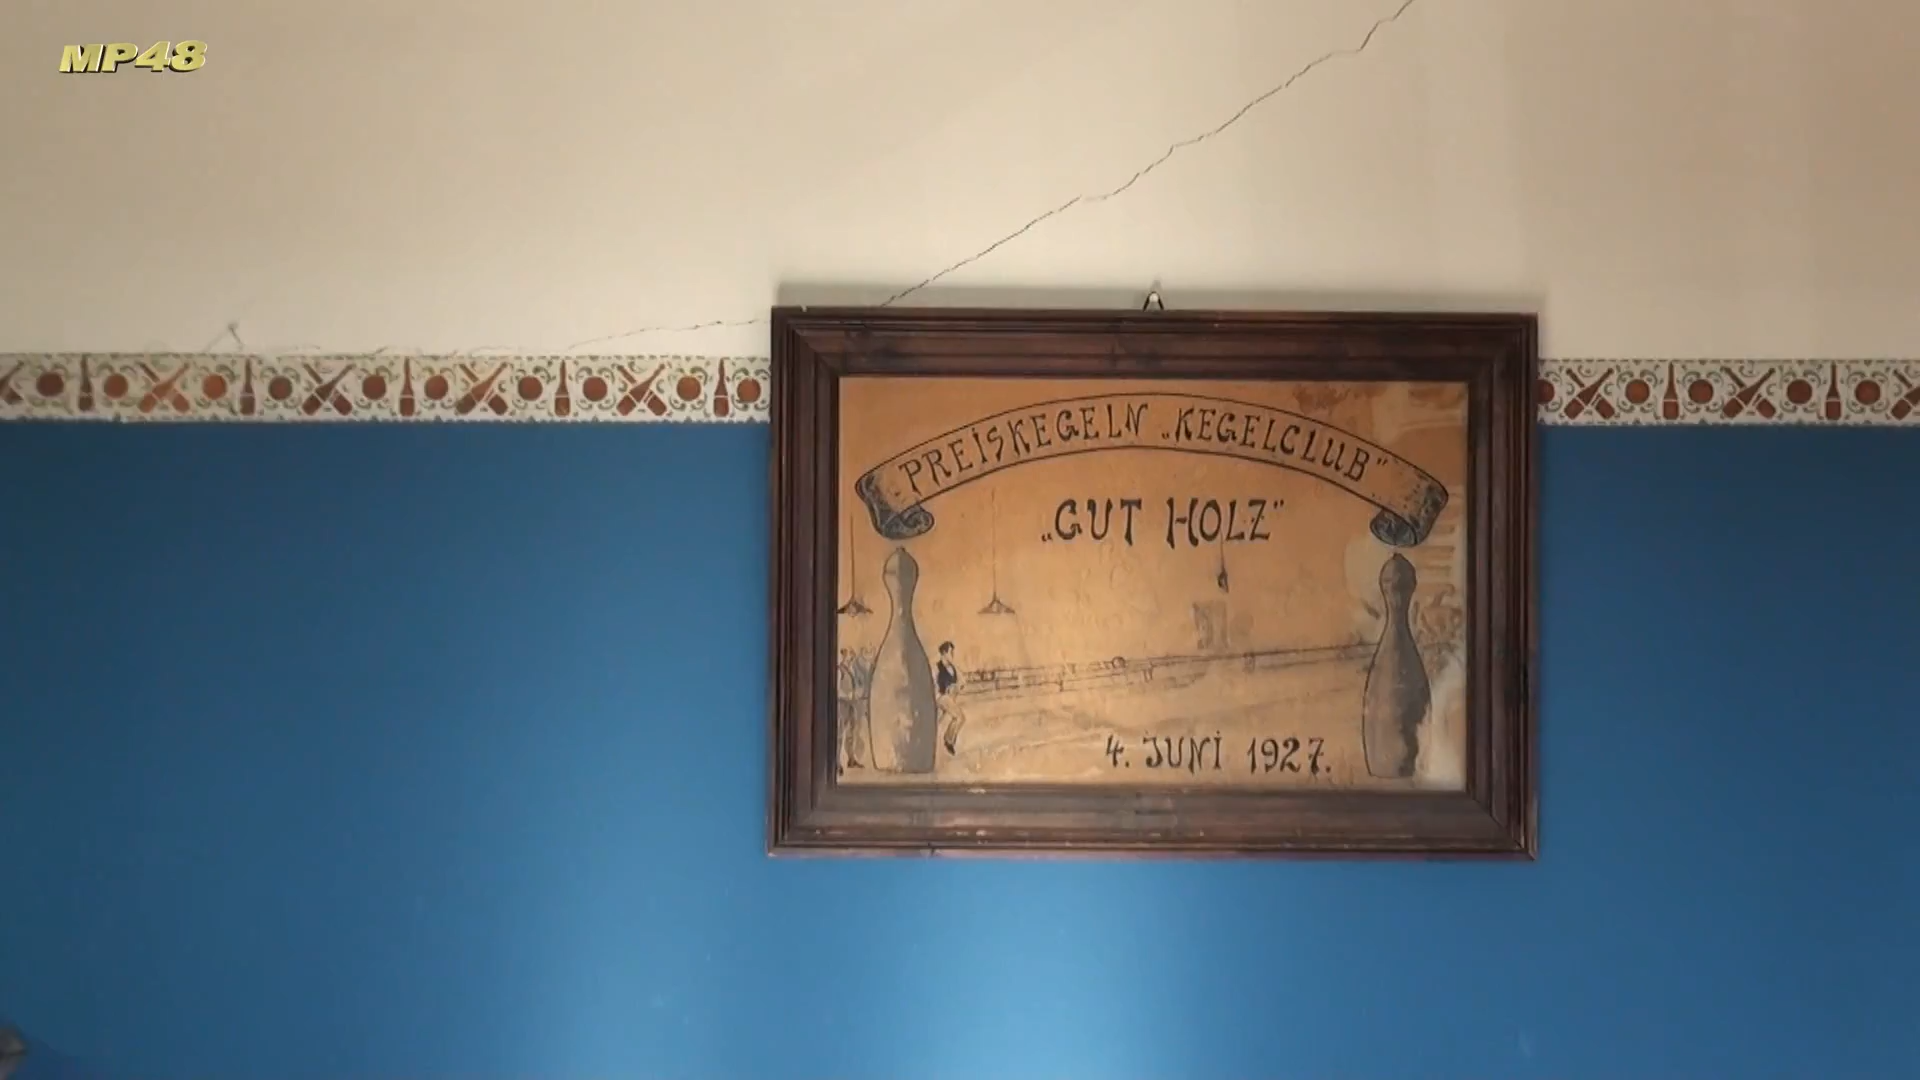 MP48
PREISKEGELN „KEGELCLUB”
„GUT HOLZ”
4. JUNI 1927.